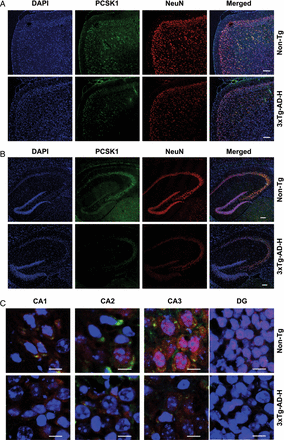 A
DAPI PCSK1 NeuN Merged
Non-Tg
3xTg-AD-H
B
DAPI PCSK1 NeuN Merged
Non-Tg
3xTg-AD-H
C
CA1 CA2 CA3 DG
Non-Tg
3xTg-AD-H